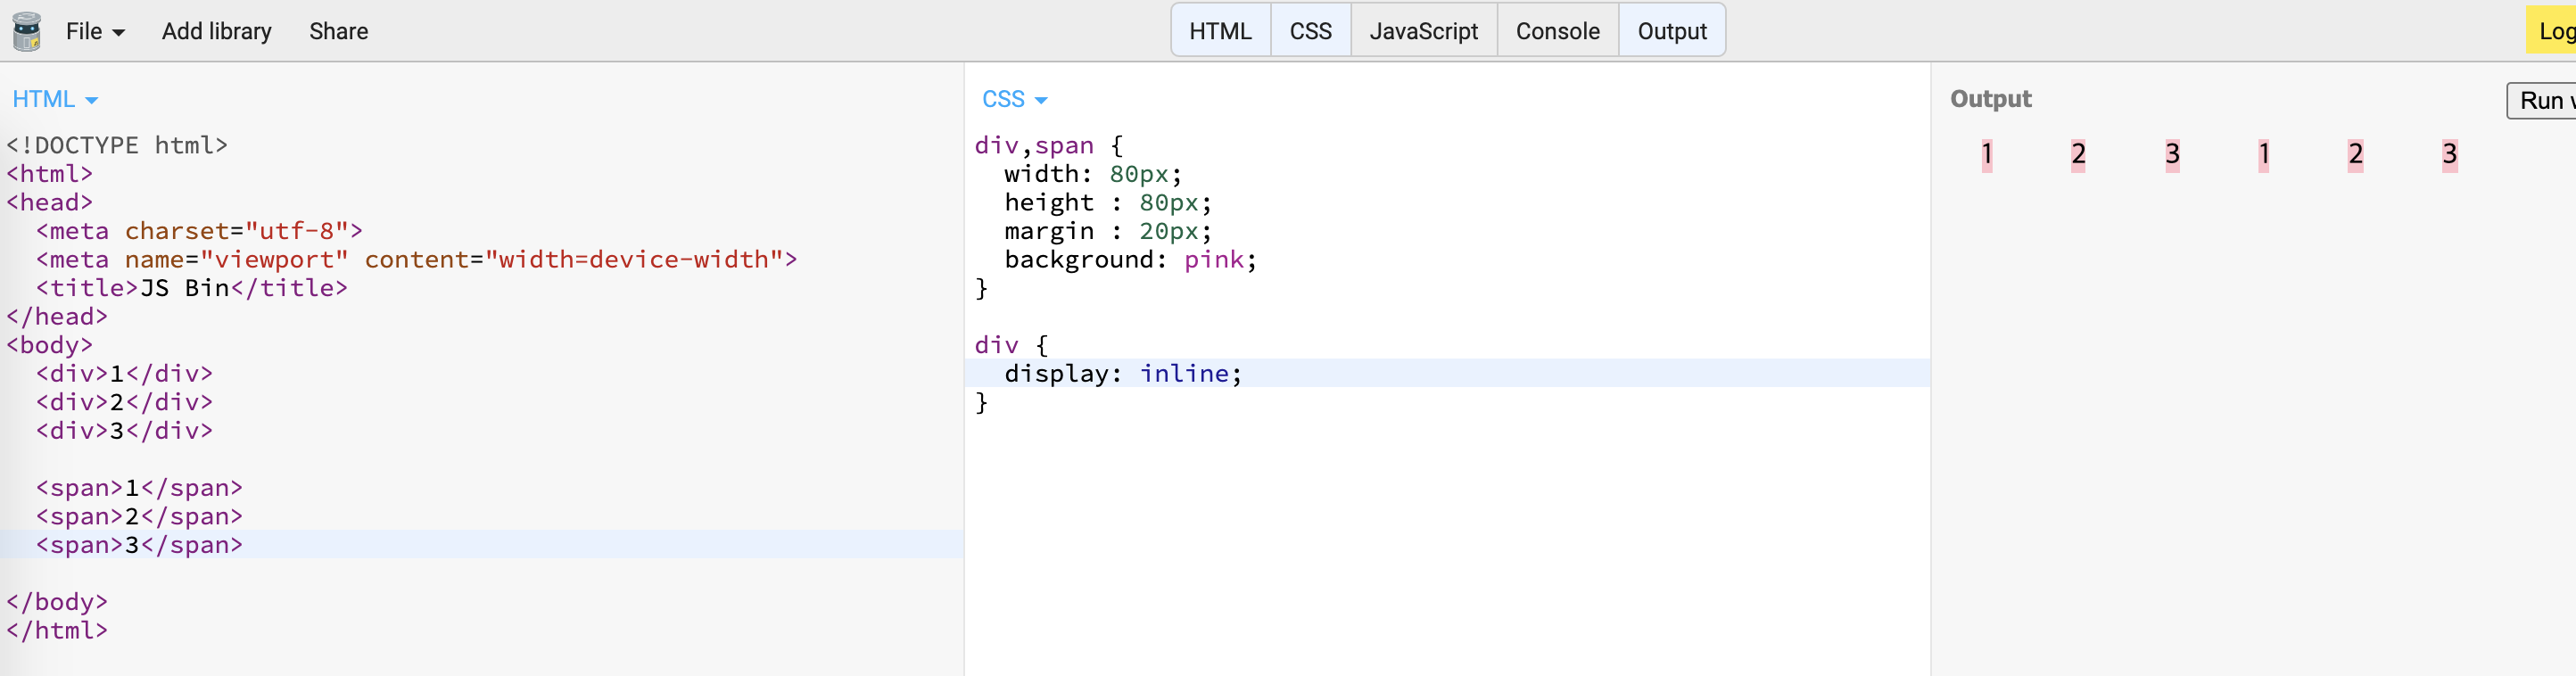 File Add library Share HTML CSS JavaScript Console Output Log
HTML
<!DOCTYPE html>
<html>
<head>
  <meta charset="utf-8">
  <meta name="viewport" content="width=device-width">
  <title>JS Bin</title>
</head>
<body>
  <div>1</div>
  <div>2</div>
  <div>3</div>

  <span>1</span>
  <span>2</span>
  <span>3</span>

</body>
</html>
CSS
div,span {
  width: 80px;
  height : 80px;
  margin : 20px;
  background: pink;
}

div {
  display: inline;
}
Output Run w
1 2 3 1 2 3